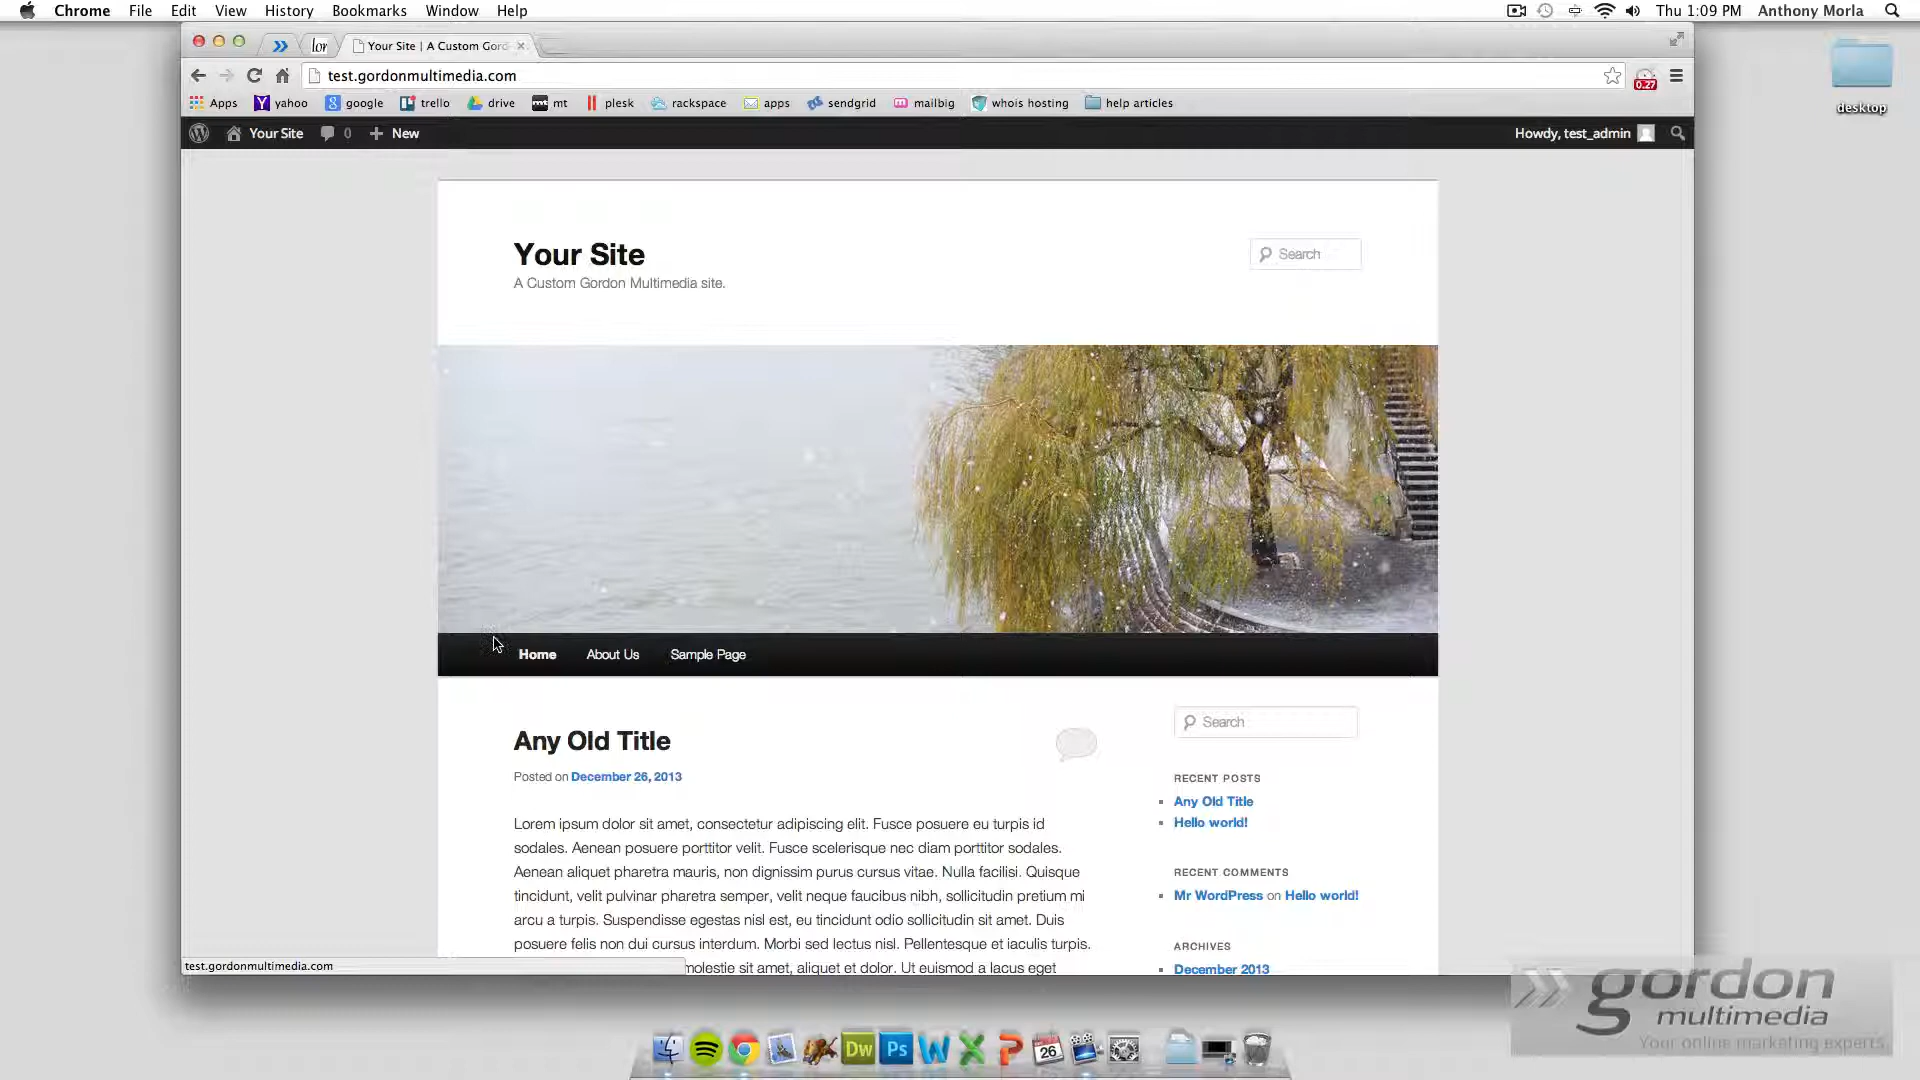 Chrome File Edit View History Bookmarks Window Help Thu 1:09 PM Anthony Morla
lor Your Site | A Custom Gord
test.gordonmultimedia.com
0.27
Apps yahoo google trello drive mt plesk rackspace apps sendgrid mailbig whois hosting help articles
desktop
Your Site 0 New Howdy, test_admin
Your Site
A Custom Gordon Multimedia site.
Search
Home About Us Sample Page
Any Old Title
Posted on December 26, 2013
Lorem ipsum dolor sit amet, consectetur adipiscing elit. Fusce posuere eu turpis id
sodales. Aenean posuere porttitor velit. Fusce scelerisque nec diam porttitor sodales.
Aenean aliquet pharetra mauris, non dignissim purus cursus vitae. Nulla facilisi. Quisque
tincidunt, velit pulvinar pharetra semper, velit neque faucibus nibh, sollicitudin pretium mi
arcu a turpis. Suspendisse egestas nisl est, eu tincidunt odio sollicitudin sit amet. Duis
posuere felis non dui cursus interdum. Morbi sed lectus nisl. Pellentesque et iaculis turpis.
molestie sit amet, aliquet et dolor. Ut euismod a lacus eget
Search
RECENT POSTS
Any Old Title
Hello world!
RECENT COMMENTS
Mr WordPress on Hello world!
ARCHIVES
December 2013
test.gordonmultimedia.com
gordon
multimedia
Your online marketing experts.
Dw Ps W X P 26